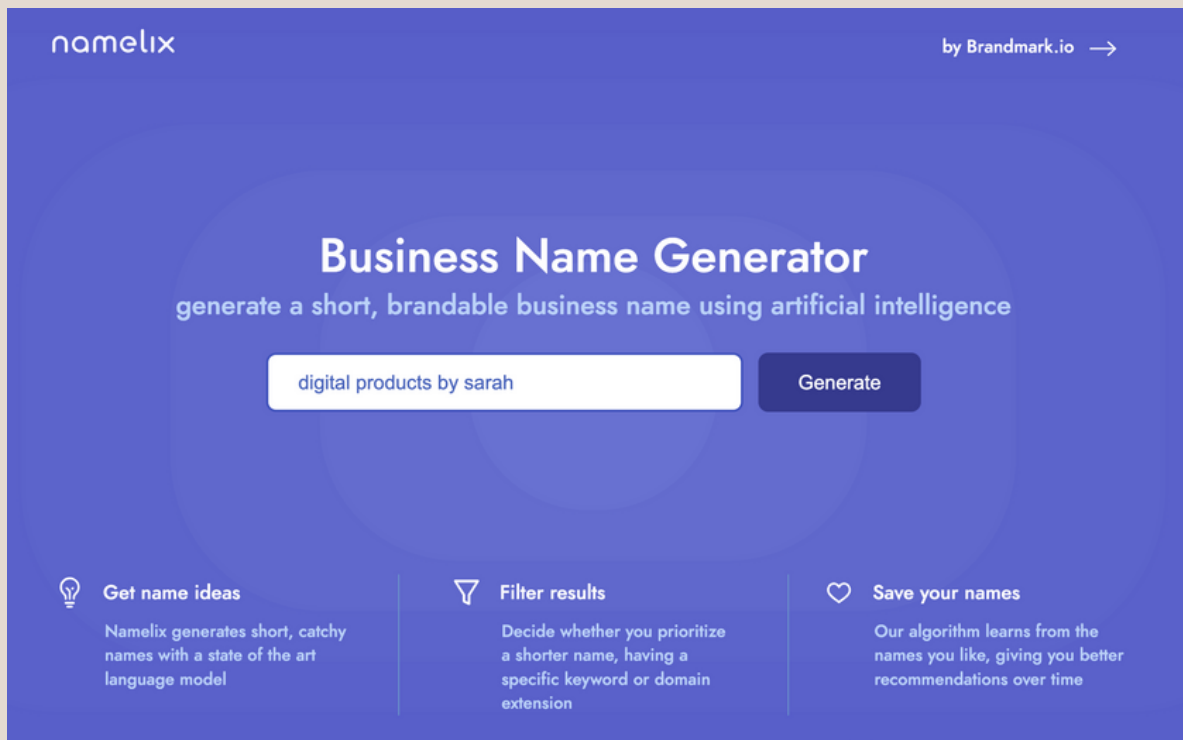 namelix
by Brandmark.io
Business Name Generator
generate a short, brandable business name using artificial intelligence
digital products by sarah
Generate
Get name ideas
Namelix generates short, catchy
names with a state of the art
language model
Filter results
Decide whether you prioritize
a shorter name, having a
specific keyword or domain
extension
Save your names
Our algorithm learns from the
names you like, giving you better
recommendations over time